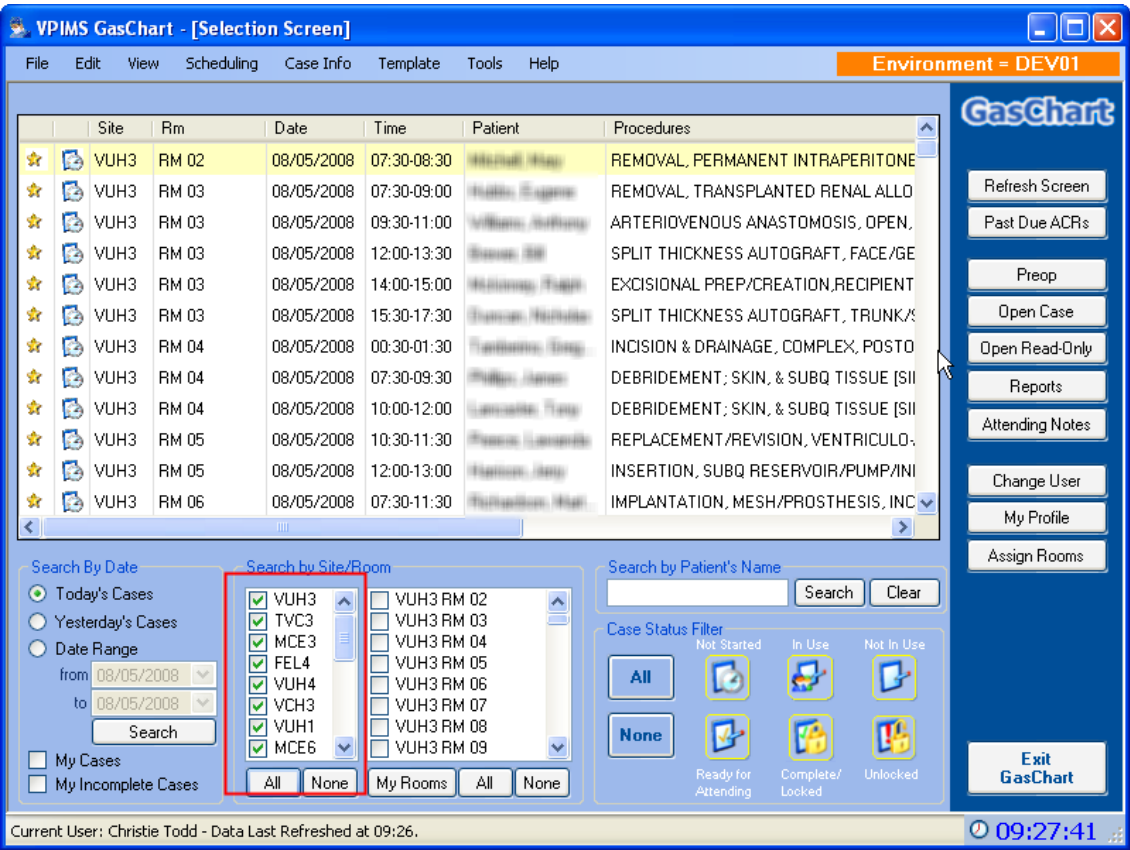 VPIMS GasChart - [Selection Screen]
File Edit View Scheduling Case Info Template Tools Help Environment = DEV01
GasChart
Site Rm Date Time Patient Procedures
VUH3 RM 02 08/05/2008 07:30-08:30 REMOVAL, PERMANENT INTRAPERITONE
VUH3 RM 03 08/05/2008 07:30-09:00 REMOVAL, TRANSPLANTED RENAL ALLO
VUH3 RM 03 08/05/2008 09:30-11:00 ARTERIOVENOUS ANASTOMOSIS, OPEN,
VUH3 RM 03 08/05/2008 12:00-13:30 SPLIT THICKNESS AUTOGRAFT, FACE/GE
VUH3 RM 03 08/05/2008 14:00-15:00 EXCISIONAL PREP/CREATION,RECIPIENT
VUH3 RM 03 08/05/2008 15:30-17:30 SPLIT THICKNESS AUTOGRAFT, TRUNK/
VUH3 RM 04 08/05/2008 00:30-01:30 INCISION & DRAINAGE, COMPLEX, POSTO
VUH3 RM 04 08/05/2008 07:30-09:30 DEBRIDEMENT; SKIN, & SUBQ TISSUE [SI
VUH3 RM 04 08/05/2008 10:00-12:00 DEBRIDEMENT; SKIN, & SUBQ TISSUE [SI
VUH3 RM 05 08/05/2008 10:30-11:30 REPLACEMENT/REVISION, VENTRICULO-
VUH3 RM 05 08/05/2008 12:00-13:00 INSERTION, SUBQ RESERVOIR/PUMP/INI
VUH3 RM 06 08/05/2008 07:30-11:30 IMPLANTATION, MESH/PROSTHESIS, INC
Refresh Screen
Past Due ACRs
Preop
Open Case
Open Read-Only
Reports
Attending Notes
Change User
My Profile
Assign Rooms
Search By Date
Today's Cases
Yesterday's Cases
Date Range
from 08/05/2008
to 08/05/2008
Search
My Cases
My Incomplete Cases
Search by Site/Room
VUH3
TVC3
MCE3
FEL4
VUH4
VCH3
VUH1
MCE6
All None
VUH3 RM 02
VUH3 RM 03
VUH3 RM 04
VUH3 RM 05
VUH3 RM 06
VUH3 RM 07
VUH3 RM 08
VUH3 RM 09
My Rooms All None
Search by Patient's Name
Search Clear
Case Status Filter
Not Started In Use Not In Use
All
None
Ready for Attending
Complete/ Locked
Unlocked
Exit
GasChart
Current User: Christie Todd - Data Last Refreshed at 09:26.
09:27:41